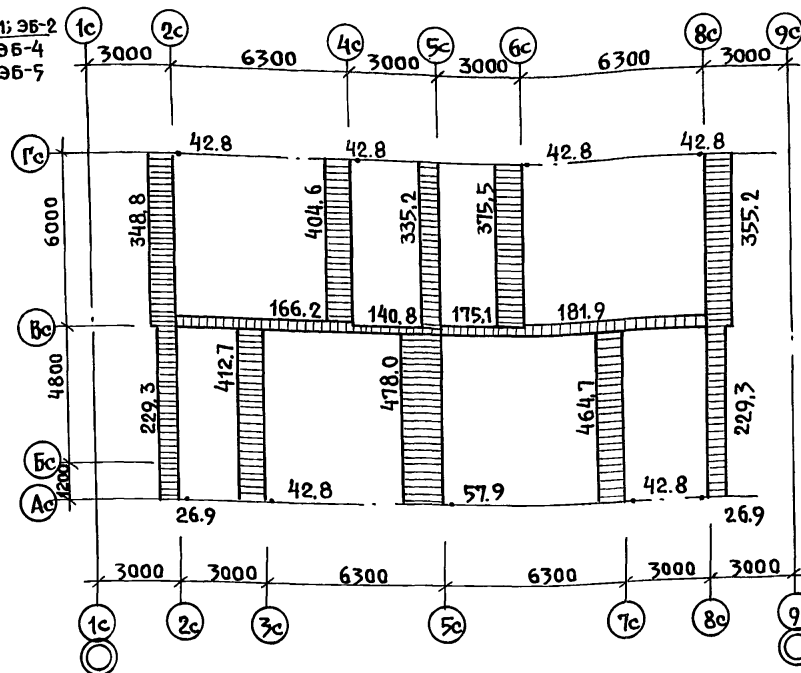 1; ЭБ-2
ЭБ-4
ЭБ-5
1с 2с 4с 5с 6с 8с 9с
3000 6300 3000 3000 6300 3000
Гс 42.8 42.8 42.8 42.8
6000 348,8 404,6 335,2 375,5 355.2
166.2 140.8 175,1 181.9
Вс
4800 229,3 412,7 478,0 464,7 229,3
Бс
1200
Ас 42.8 57.9 42.8
26.9 26.9
3000 3000 6300 6300 3000 3000
1с 2с 3с 5с 7с 8с 9